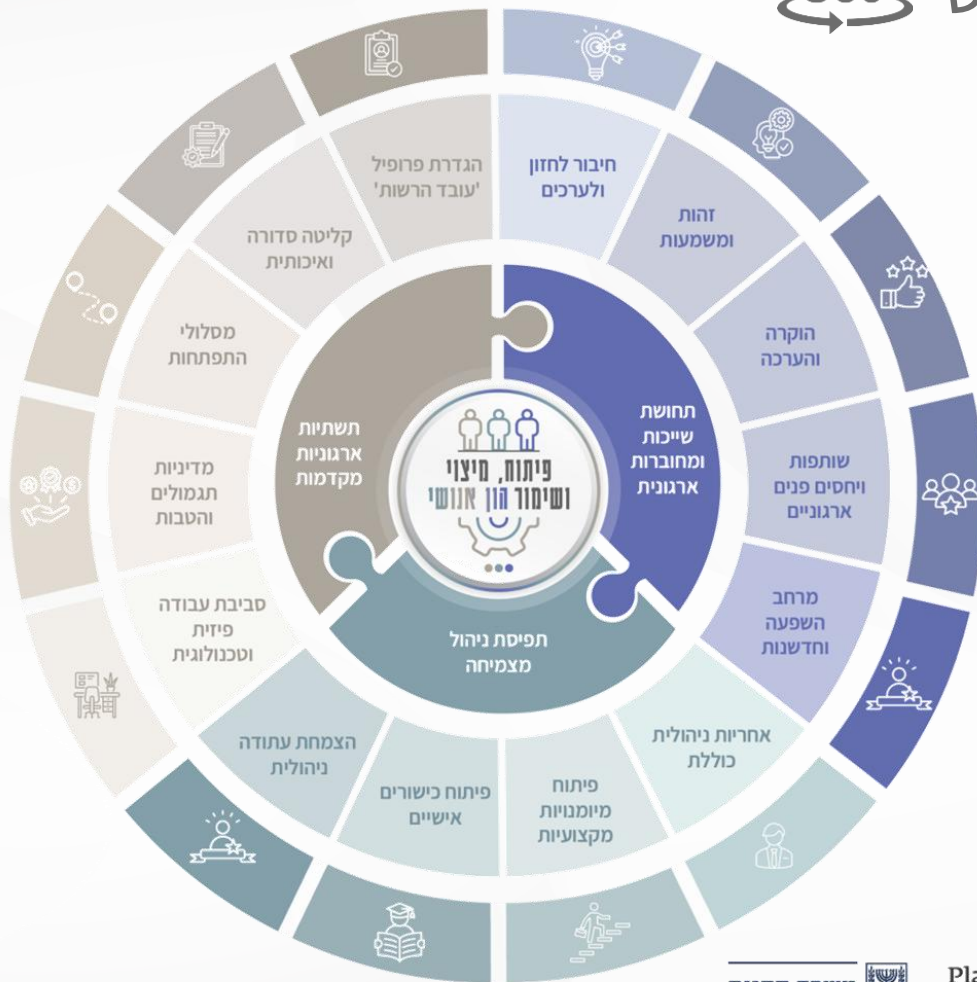 חיבור לחזון
ולערכים
זהות
ומשמעות
הוקרה
והערכה
שותפות
ויחסים פנים
ארגוניים
מרחב
השפעה
וחדשנות
אחריות ניהולית
כוללת
פיתוח
מיומנויות
מקצועיות
פיתוח כישורים
אישיים
הצמחת עתודה
ניהולית
סביבת עבודה
פיזית
וטכנולוגית
מדיניות
תגמולים
והטבות
מסלולי
התפתחות
קליטה סדורה
ואיכותית
הגדרת פרופיל
'עובד הרשות'
תחושת
שייכות
ומחוברות
ארגונית
תפיסת ניהול
מצמיחה
תשתיות
ארגוניות
מקדמות
פיתוח, מיצוי
ושימור הון אנושי
Pla